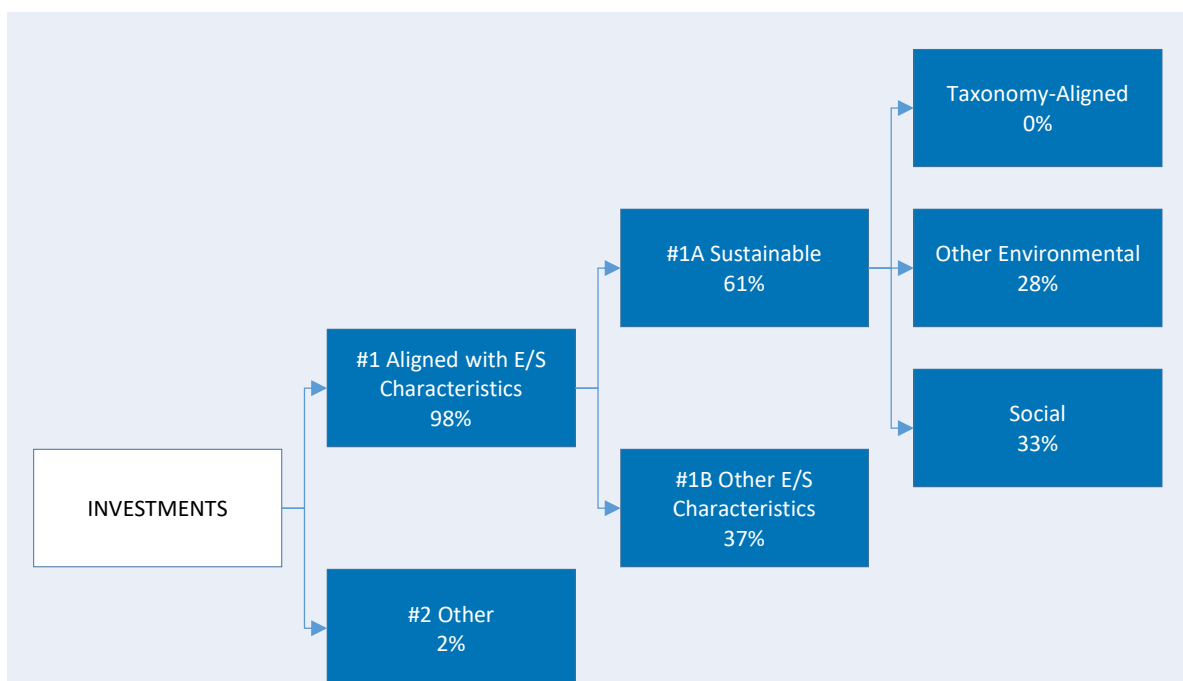 Taxonomy-Aligned
0%
#1A Sustainable
61%
Other Environmental
28%
#1 Aligned with E/S
Characteristics
98%
Social
33%
INVESTMENTS
#1B Other E/S
Characteristics
37%
#2 Other
2%